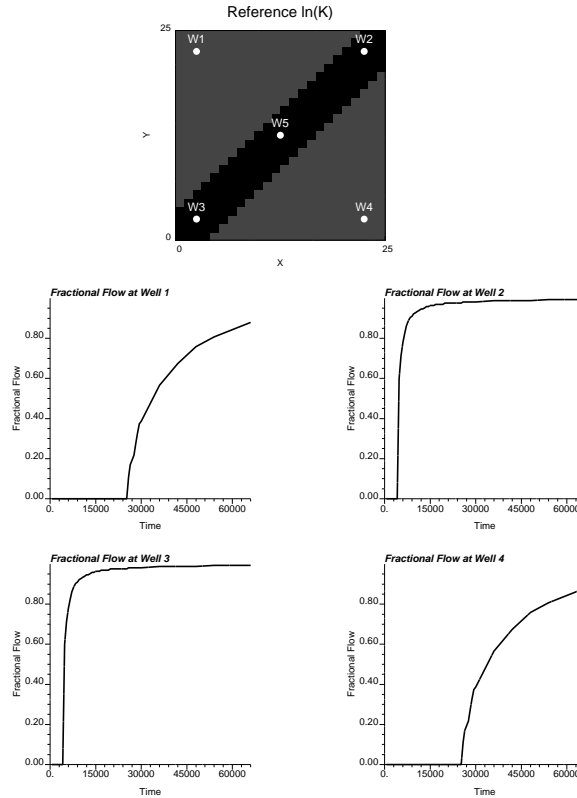 Reference ln(K)
25
W1
W2
Y
W5
W3
W4
0
0
25
X
Fractional Flow at Well 1
Fractional Flow
0.80
0.60
0.40
0.20
0.00
0.
15000
30000
45000
60000
Time
Fractional Flow at Well 2
Fractional Flow
0.80
0.60
0.40
0.20
0.00
0.
15000
30000
45000
60000
Time
Fractional Flow at Well 3
Fractional Flow
0.80
0.60
0.40
0.20
0.00
0.
15000
30000
45000
60000
Time
Fractional Flow at Well 4
Fractional Flow
0.80
0.60
0.40
0.20
0.00
0.
15000
30000
45000
60000
Time